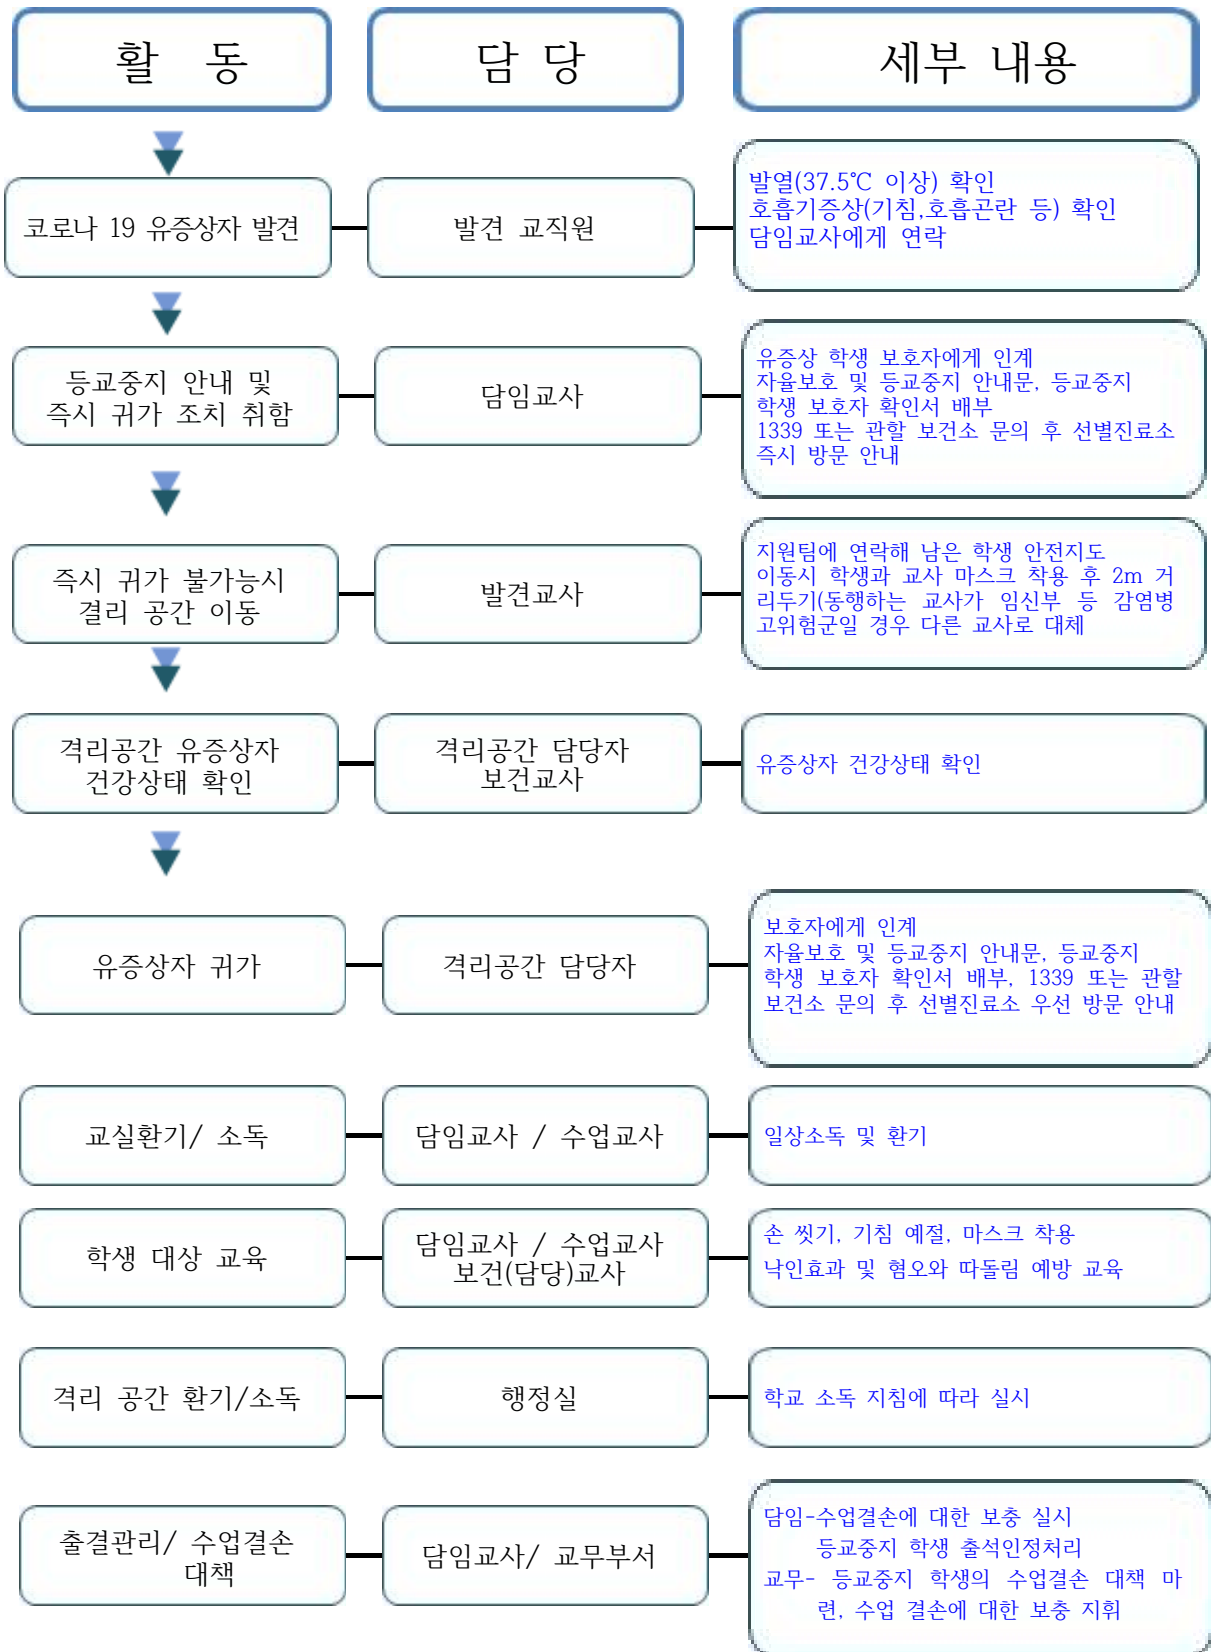 활 동
담 당
세부 내용
코로나 19 유증상자 발견
발견 교직원
발열(37.5℃ 이상) 확인
호흡기증상(기침,호흡곤란 등) 확인
담임교사에게 연락
등교중지 안내 및
즉시 귀가 조치 취함
담임교사
유증상 학생 보호자에게 인계
자율보호 및 등교중지 안내문, 등교중지
학생 보호자 확인서 배부
1339 또는 관할 보건소 문의 후 선별진료소
즉시 방문 안내
즉시 귀가 불가능시
결리 공간 이동
발견교사
지원팀에 연락해 남은 학생 안전지도
이동시 학생과 교사 마스크 착용 후 2m 거
리두기(동행하는 교사가 임신부 등 감염병
고위험군일 경우 다른 교사로 대체
격리공간 유증상자
건강상태 확인
격리공간 담당자
보건교사
유증상자 건강상태 확인
유증상자 귀가
격리공간 담당자
보호자에게 인계
자율보호 및 등교중지 안내문, 등교중지
학생 보호자 확인서 배부, 1339 또는 관할
보건소 문의 후 선별진료소 우선 방문 안내
교실환기/ 소독
담임교사 / 수업교사
일상소독 및 환기
학생 대상 교육
담임교사 / 수업교사
보건(담당)교사
손 씻기, 기침 예절, 마스크 착용
낙인효과 및 혐오와 따돌림 예방 교육
격리 공간 환기/소독
행정실
학교 소독 지침에 따라 실시
출결관리/ 수업결손
대책
담임교사/ 교무부서
담임-수업결손에 대한 보충 실시
등교중지 학생 출석인정처리
교무- 등교중지 학생의 수업결손 대책 마
련, 수업 결손에 대한 보충 지휘